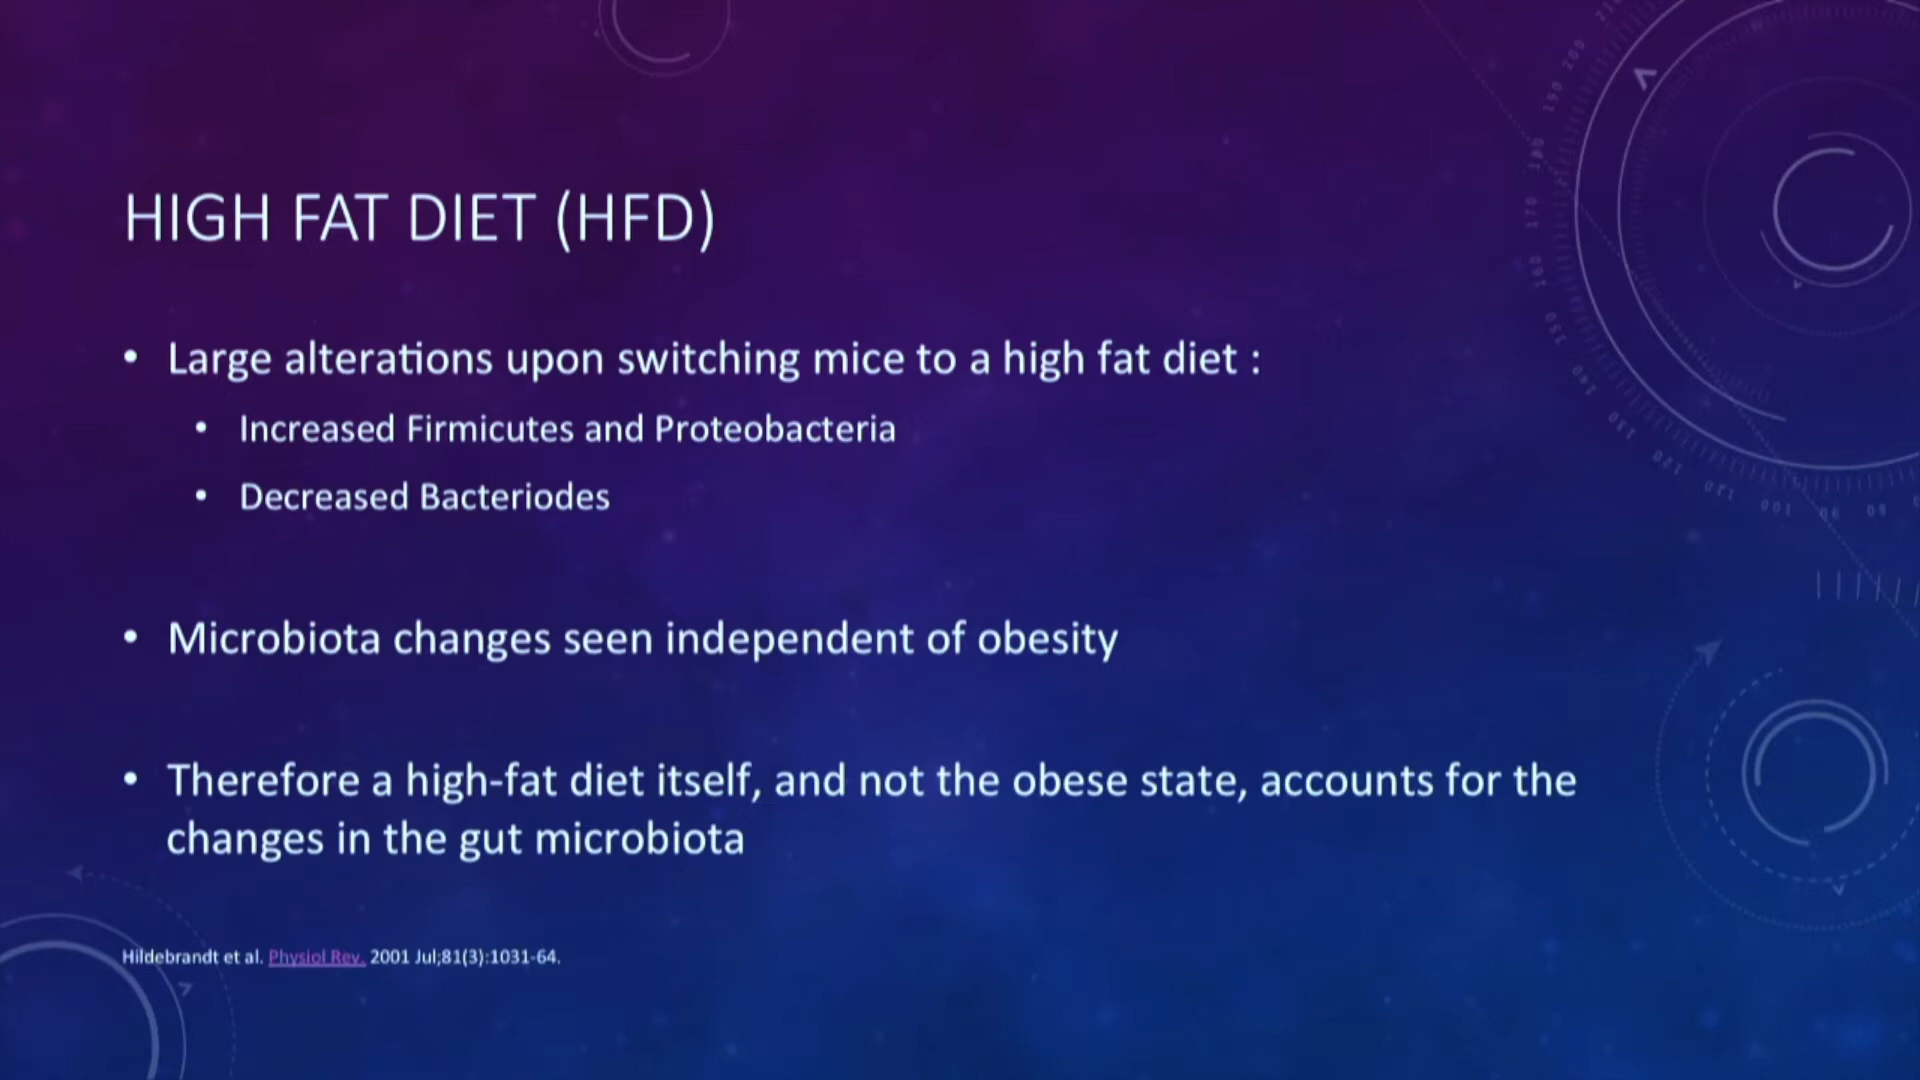 HIGH FAT DIET (HFD)
• Large alterations upon switching mice to a high fat diet :
• Increased Firmicutes and Proteobacteria
• Decreased Bacteriodes
• Microbiota changes seen independent of obesity
• Therefore a high-fat diet itself, and not the obese state, accounts for the
changes in the gut microbiota
Hildebrandt et al. Physiol Rev. 2001 Jul;81(3):1031-64.